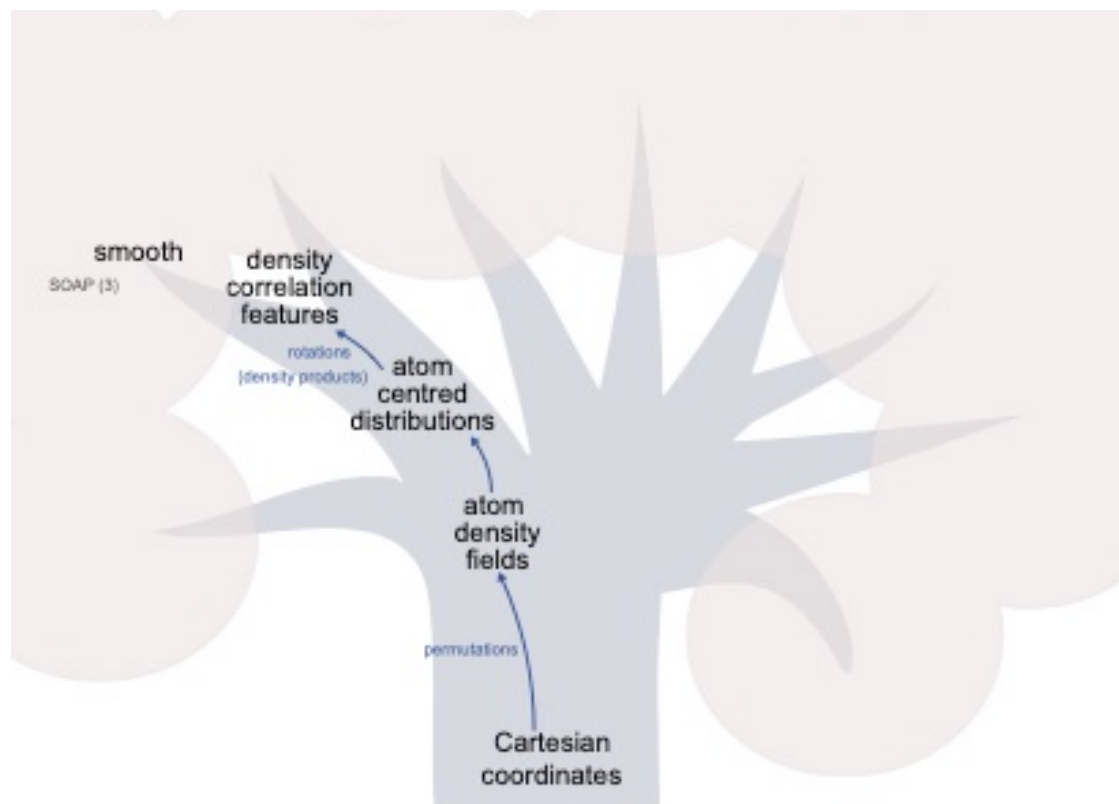 smooth
SOAP (3)
density
correlation
features
rotations
(density products)
atom
centred
distributions
atom
density
fields
permutations
Cartesian
coordinates